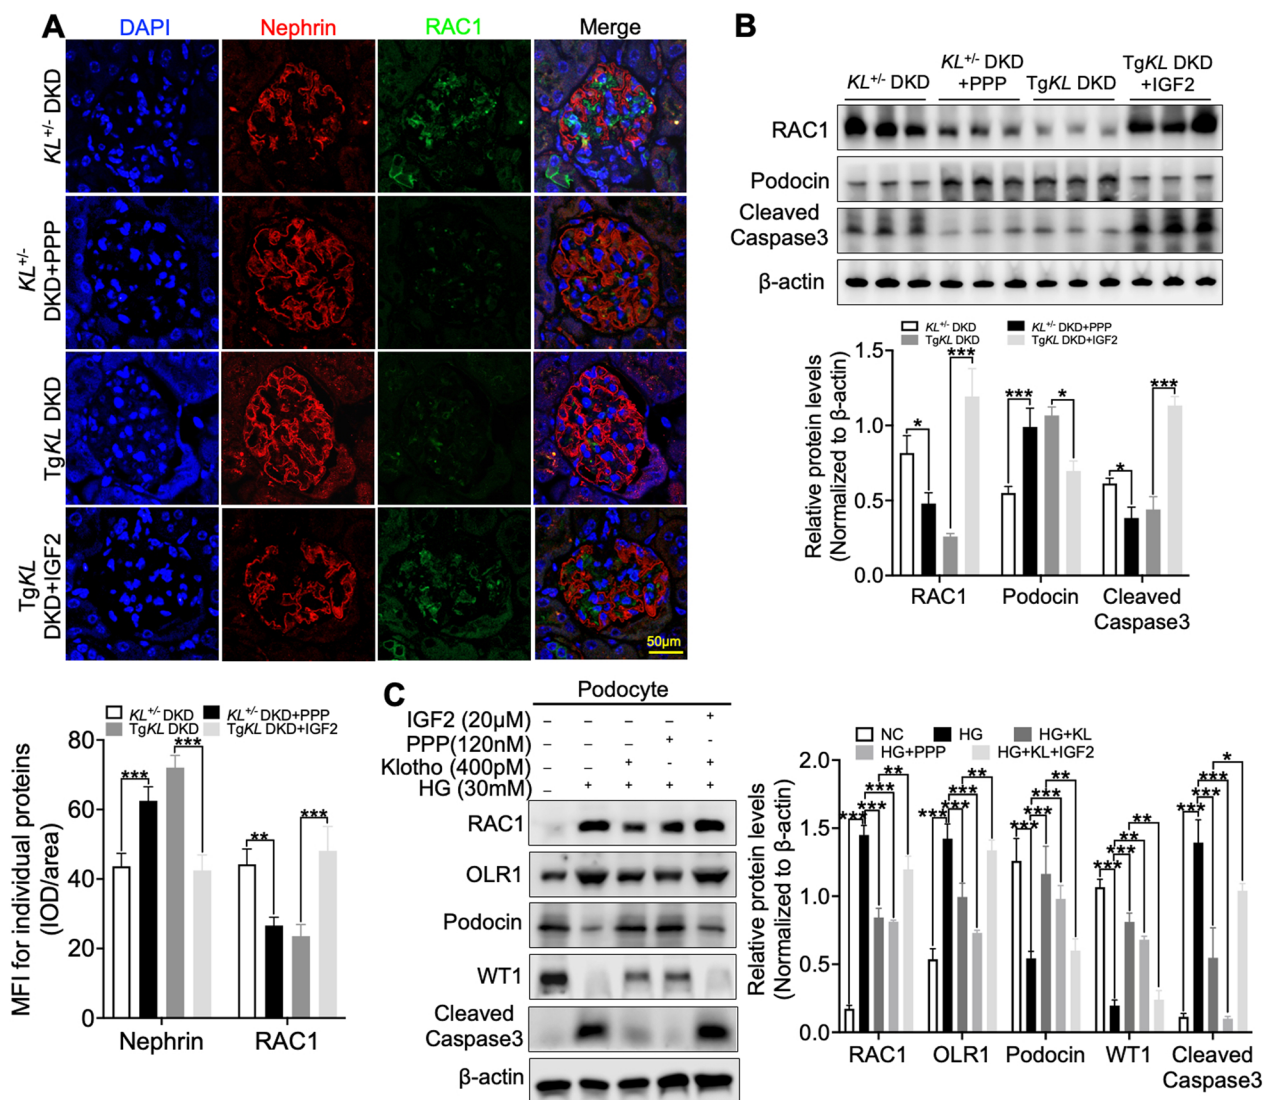 A
DAPI
Nephrin
RAC1
Merge
KL+/- DKD
KL+/-
DKD+PPP
TgKL DKD
TgKL
DKD+IGF2
50μm
KL+/- DKD
KL+/- DKD+PPP
TgKL DKD
TgKL DKD+IGF2
MFI for individual proteins
(IOD/area)
80
60
40
20
0
***
***
**
***
Nephrin
RAC1
B
KL+/- DKD
KL+/- DKD
+PPP
TgKL DKD
TgKL DKD
+IGF2
RAC1
Podocin
Cleaved
Caspase3
β-actin
KL+/- DKD
KL+/- DKD+PPP
TgKL DKD
TgKL DKD+IGF2
Relative protein levels
(Normalized to β-actin)
1.5
1.0
0.5
0.0
*
***
***
*
*
***
RAC1
Podocin
Cleaved
Caspase3
C
Podocyte
IGF2 (20μM) – – – – +
PPP(120nM) – – – + -
Klotho (400pM) – – + - +
HG (30mM) – + + + +
RAC1
OLR1
Podocin
WT1
Cleaved
Caspase3
β-actin
NC
HG
HG+KL
HG+PPP
HG+KL+IGF2
Relative protein levels
(Normalized to β-actin)
2.0
1.5
1.0
0.5
0.0
*** *** *** **
*** *** *** **
*** *** *** **
*** *** ** **
*** *** *** *
RAC1
OLR1
Podocin
WT1
Cleaved
Caspase3